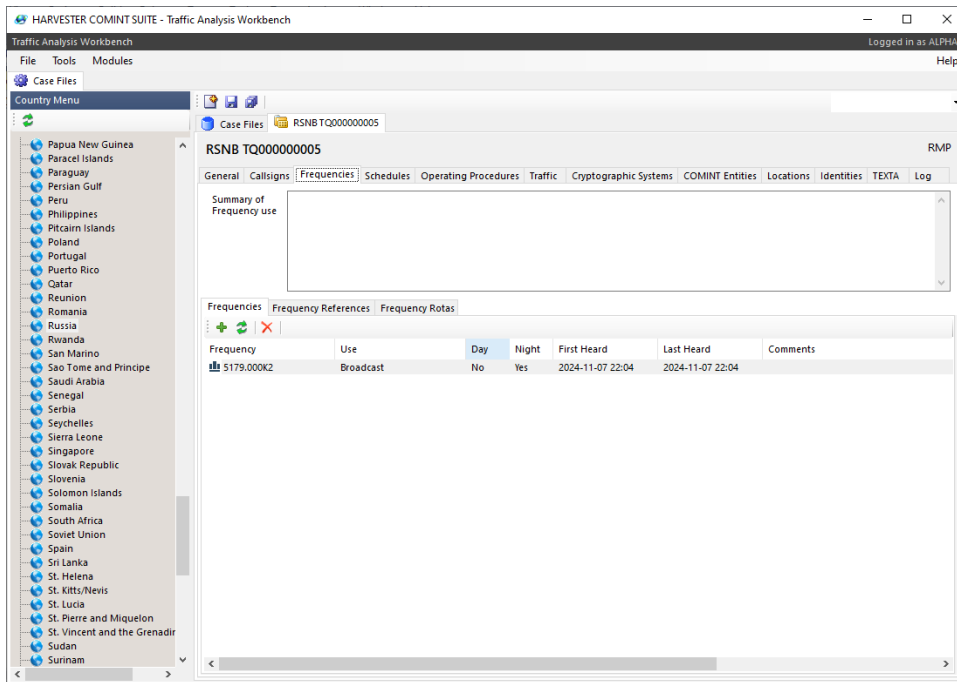 HARVESTER COMINT SUITE - Traffic Analysis Workbench
Traffic Analysis Workbench Logged in as ALPHA
File Tools Modules Help
Case Files
Country Menu
Papua New Guinea
Paracel Islands
Paraguay
Persian Gulf
Peru
Philippines
Pitcairn Islands
Poland
Portugal
Puerto Rico
Qatar
Reunion
Romania
Russia
Rwanda
San Marino
Sao Tome and Principe
Saudi Arabia
Senegal
Serbia
Seychelles
Sierra Leone
Singapore
Slovak Republic
Slovenia
Solomon Islands
Somalia
South Africa
Soviet Union
Spain
Sri Lanka
St. Helena
St. Kitts/Nevis
St. Lucia
St. Pierre and Miquelon
St. Vincent and the Grenadir
Sudan
Surinam
Case Files RSNB TQ000000005
RSNB TQ000000005 RMP
General Callsigns Frequencies Schedules Operating Procedures Traffic Cryptographic Systems COMINT Entities Locations Identities TEXTA Log
Summary of
Frequency use
Frequencies Frequency References Frequency Rotas
Frequency Use Day Night First Heard Last Heard Comments
5179.000K2 Broadcast No Yes 2024-11-07 22:04 2024-11-07 22:04